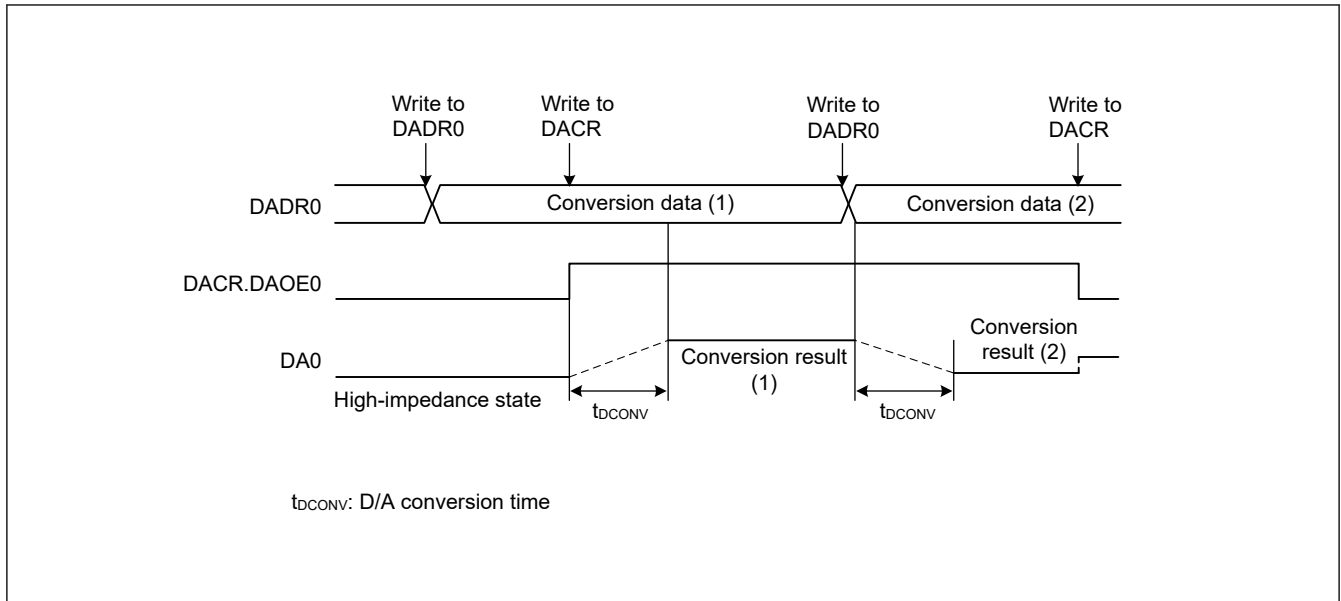 Write to
DADR0
Write to
DACR
Write to
DADR0
Write to
DACR
DADR0
Conversion data (1)
Conversion data (2)
DACR.DAOE0
DA0
Conversion result
(1)
Conversion
result (2)
High-impedance state
tDCONV
tDCONV
tDCONV: D/A conversion time